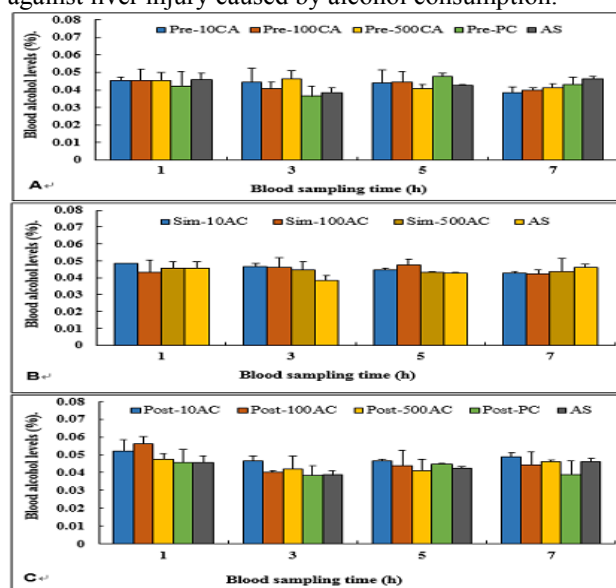 against liver injury caused by alcohol consumption.
Pre-10CA Pre-100CA Pre-500CA Pre-PC AS
Blood alcohol levels (%).
0.08
0.07
0.06
0.05
0.04
0.03
0.02
0.01
0
1 3 5 7
A Blood sampling time (h)
Sim-10AC Sim-100AC Sim-500AC AS
Blood alcohol levels (%).
0.08
0.07
0.06
0.05
0.04
0.03
0.02
0.01
0
1 3 5 7
B Blood sampling time (h)
Post-10AC Post-100AC Post-500AC Post-PC AS
Blood alcohol levels (%).
0.08
0.07
0.06
0.05
0.04
0.03
0.02
0.01
0
1 3 5 7
C Blood sampling time (h)